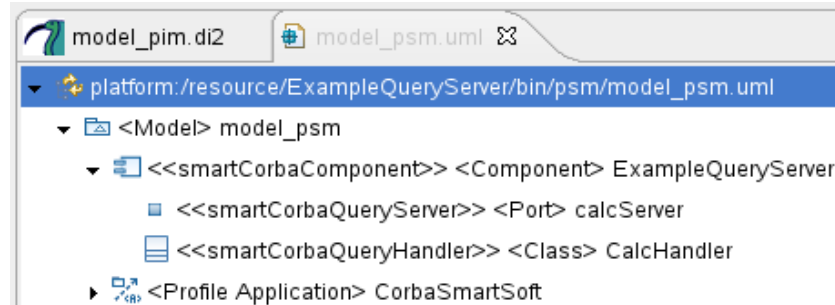 model_pim.di2 model_psm.uml
platform:/resource/ExampleQueryServer/bin/psm/model_psm.uml
<Model> model_psm
<<smartCorbaComponent>> <Component> ExampleQueryServer
<<smartCorbaQueryServer>> <Port> calcServer
<<smartCorbaQueryHandler>> <Class> CalcHandler
<Profile Application> CorbaSmartSoft